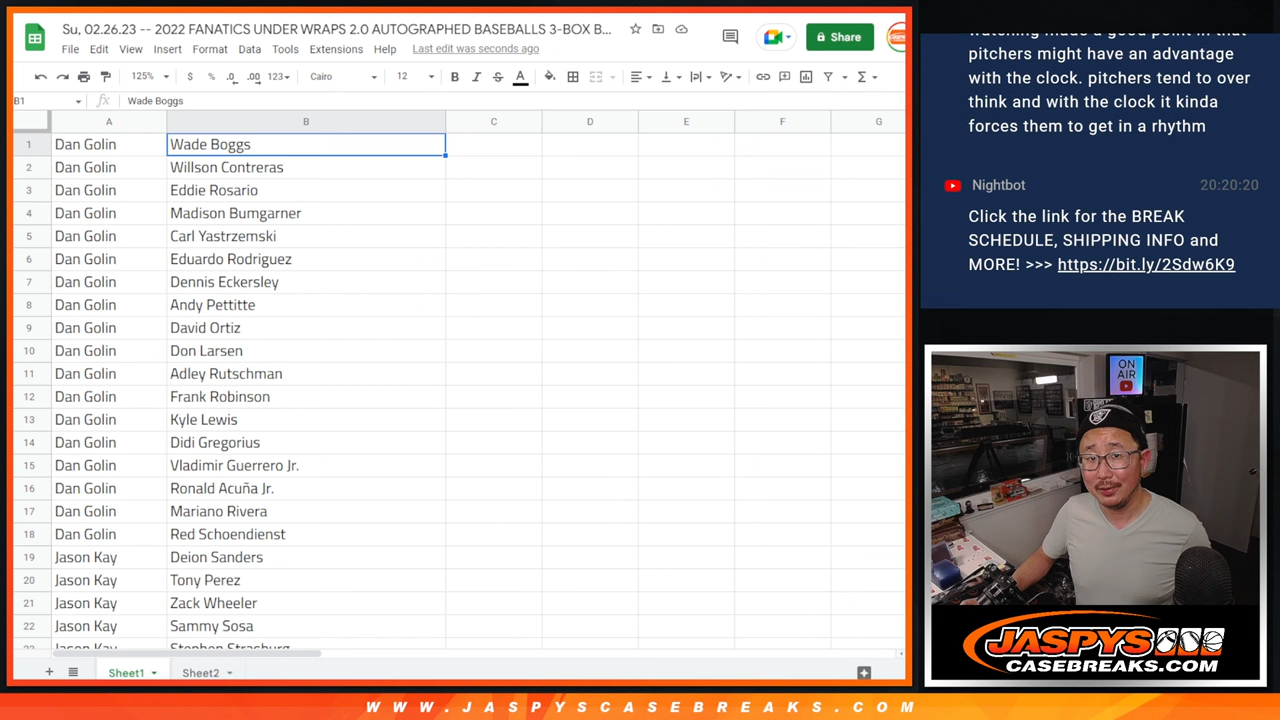 Su, 02.26.23 -- 2022 FANATICS UNDER WRAPS 2.0 AUTOGRAPHED BASEBALLS 3-BOX B...
File Edit View Insert Format Data Tools Extensions Help Last edit was seconds ago
Share
125% $ % .0 .00 123 Cairo 12 B I S A
B1 fx Wade Boggs
A B C D E F G
1 Dan Golin Wade Boggs
2 Dan Golin Willson Contreras
3 Dan Golin Eddie Rosario
4 Dan Golin Madison Bumgarner
5 Dan Golin Carl Yastrzemski
6 Dan Golin Eduardo Rodriguez
7 Dan Golin Dennis Eckersley
8 Dan Golin Andy Pettitte
9 Dan Golin David Ortiz
10 Dan Golin Don Larsen
11 Dan Golin Adley Rutschman
12 Dan Golin Frank Robinson
13 Dan Golin Kyle Lewis
14 Dan Golin Didi Gregorius
15 Dan Golin Vladimir Guerrero Jr.
16 Dan Golin Ronald Acuña Jr.
17 Dan Golin Mariano Rivera
18 Dan Golin Red Schoendienst
19 Jason Kay Deion Sanders
20 Jason Kay Tony Perez
21 Jason Kay Zack Wheeler
22 Jason Kay Sammy Sosa
Stephen Strasburg
Sheet1 Sheet2
watching made a good point in that
pitchers might have an advantage
with the clock. pitchers tend to over
think and with the clock it kinda
forces them to get in a rhythm
Nightbot 20:20:20
Click the link for the BREAK
SCHEDULE, SHIPPING INFO and
MORE! >>> https://bit.ly/2Sdw6K9
ON
AIR
JASPYS
CASEBREAKS.COM
WWW.JASPYSCASEBREAKS.COM